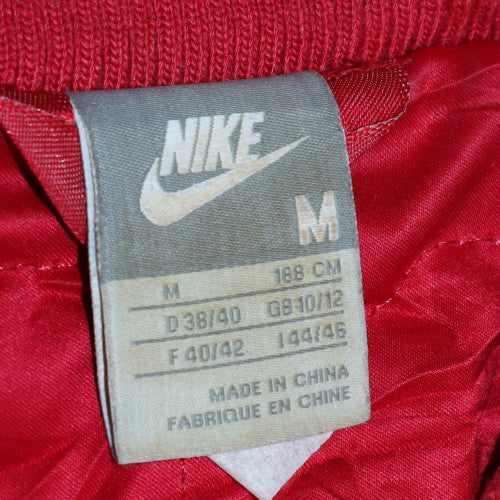 NIKE
M
M 168 CM
D 38/40 GB 10/12
F 40/42 I 44/46
MADE IN CHINA
FABRIQUE EN CHINE